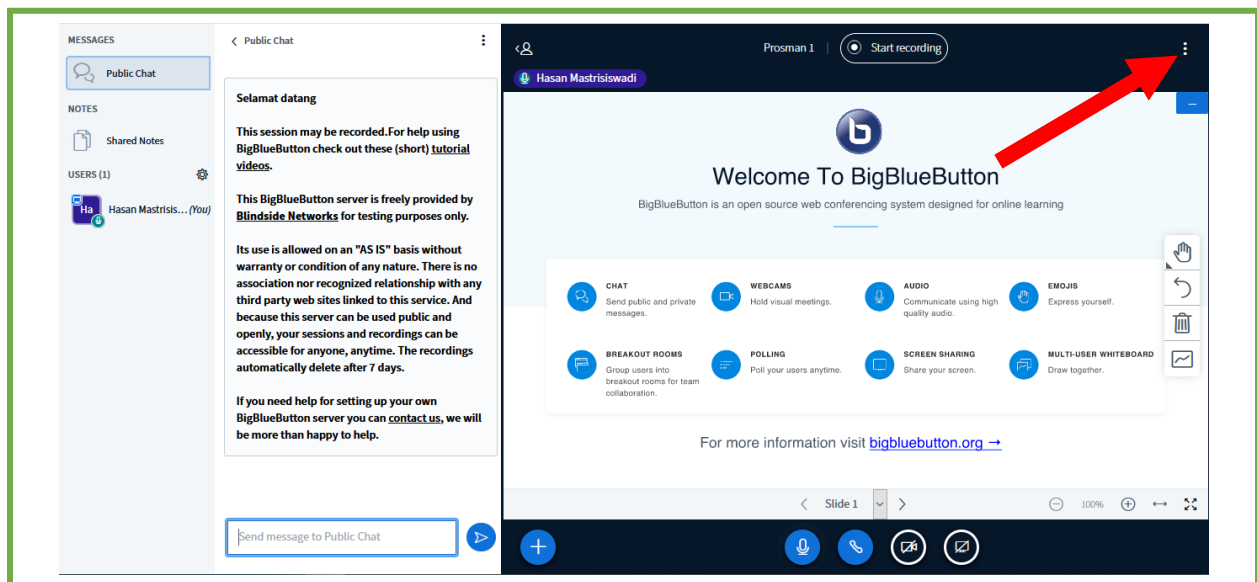 MESSAGES
Public Chat
NOTES
Shared Notes
USERS (1)
Ha
Hasan Mastrisis... (You)
Public Chat
Selamat datang
This session may be recorded.For help using
BigBlueButton check out these (short) tutorial
videos.
This BigBlueButton server is freely provided by
Blindside Networks for testing purposes only.
Its use is allowed on an "AS IS" basis without
warranty or condition of any nature. There is no
association nor recognized relationship with any
third party web sites linked to this service. And
because this server can be used public and
openly, your sessions and recordings can be
accessible for anyone, anytime. The recordings
automatically delete after 7 days.
If you need help for setting up your own
BigBlueButton server you can contact us, we will
be more than happy to help.
Send message to Public Chat
Prosman 1 | Start recording
Hasan Mastrisiswadi
b
Welcome To BigBlueButton
BigBlueButton is an open source web conferencing system designed for online learning
CHAT
Send public and private
messages.
WEBCAMS
Hold visual meetings.
AUDIO
Communicate using high
quality audio.
EMOJIS
Express yourself.
BREAKOUT ROOMS
Group users into
breakout rooms for team
collaboration.
POLLING
Poll your users anytime.
SCREEN SHARING
Share your screen.
MULTI-USER WHITEBOARD
Draw together.
For more information visit bigbluebutton.org →
Slide 1
100%